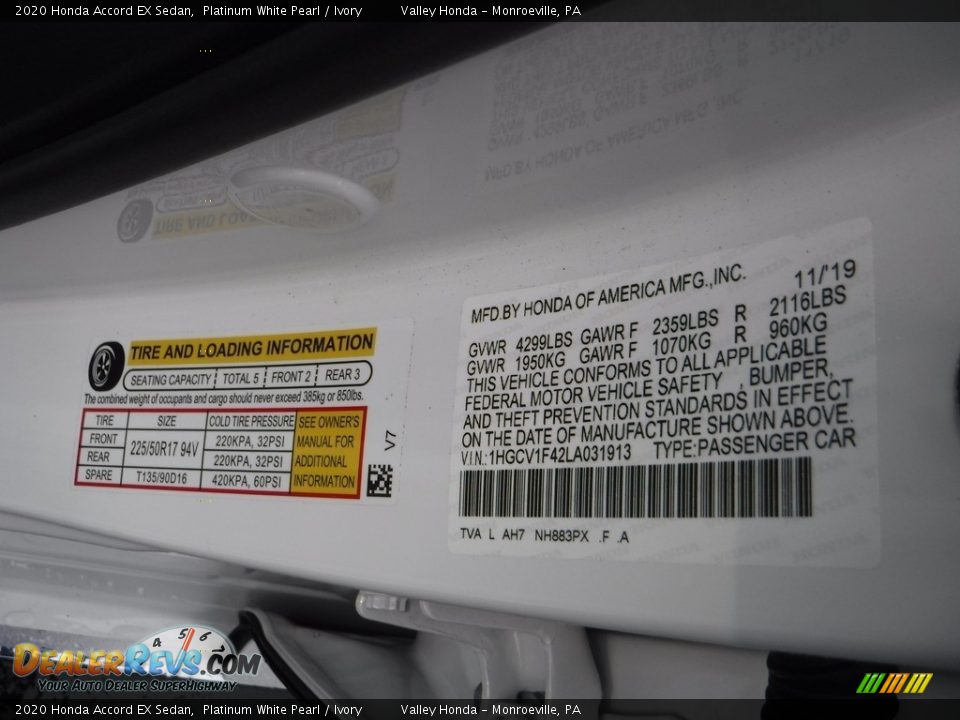 2020 Honda Accord EX Sedan, Platinum White Pearl / Ivory Valley Honda - Monroeville, PA
TIRE AND LOADING INFORMATION
SEATING CAPACITY TOTAL 5 FRONT 2 REAR 3
The combined weight of occupants and cargo should never exceed 385kg or 850lbs.
TIRE SIZE COLD TIRE PRESSURE
FRONT 225/50R17 94V 220KPA, 32PSI
REAR 220KPA, 32PSI
SPARE T135/90D16 420KPA, 60PSI
SEE OWNER'S
MANUAL FOR
ADDITIONAL
INFORMATION
V7
MFD.BY HONDA OF AMERICA MFG.,INC. 11/'19
GVWR 4299LBS GAWR F 2359LBS R 2116LBS
GVWR 1950KG GAWR F 1070KG R 960KG
THIS VEHICLE CONFORMS TO ALL APPLICABLE
FEDERAL MOTOR VEHICLE SAFETY , BUMPER,
AND THEFT PREVENTION STANDARDS IN EFFECT
ON THE DATE OF MANUFACTURE SHOWN ABOVE.
V.I.N.:1HGCV1F42LA031913 TYPE:PASSENGER CAR
TVA L AH7 NH883PX .F .A
4 5 6
DEALERREVS.COM
YOUR AUTO DEALER SUPERHIGHWAY
2020 Honda Accord EX Sedan, Platinum White Pearl / Ivory Valley Honda - Monroeville, PA